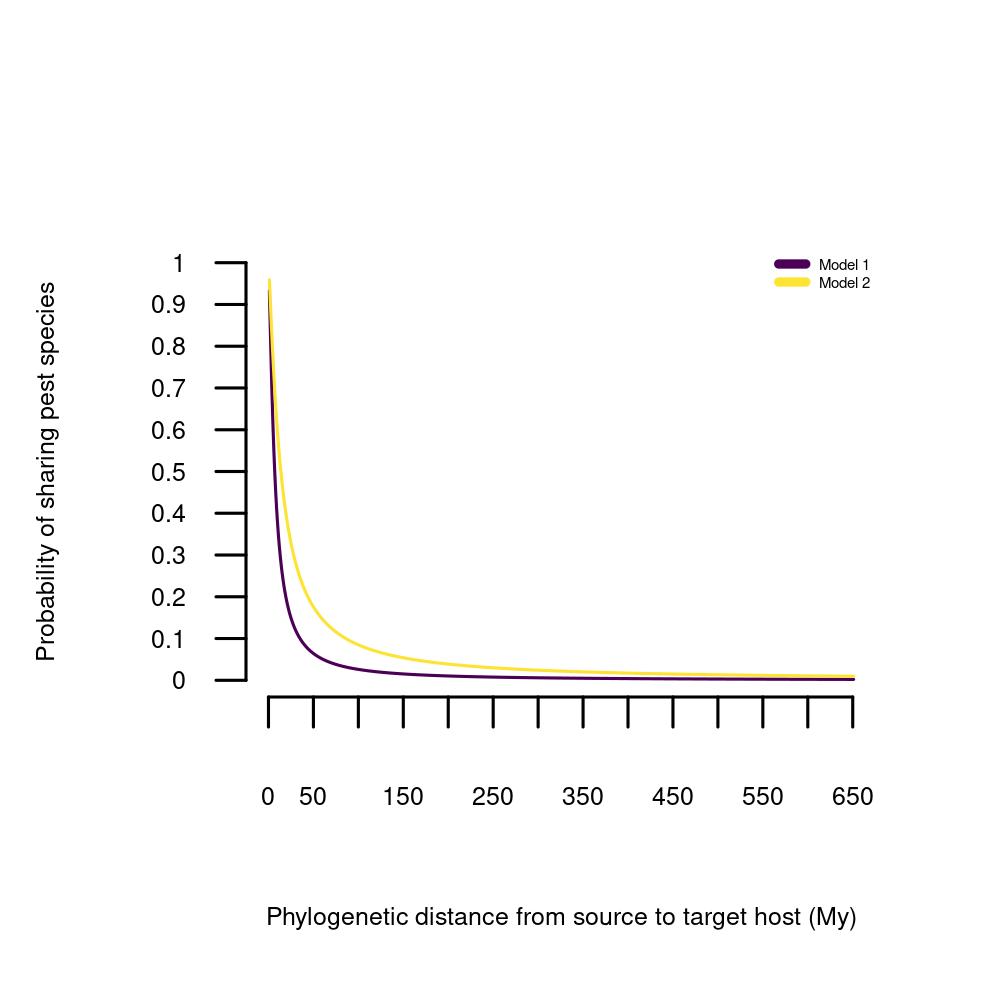 Model 1
Model 2
Probability of sharing pest species
1
0.9
0.8
0.7
0.6
0.5
0.4
0.3
0.2
0.1
0
0 50 150 250 350 450 550 650
Phylogenetic distance from source to target host (My)